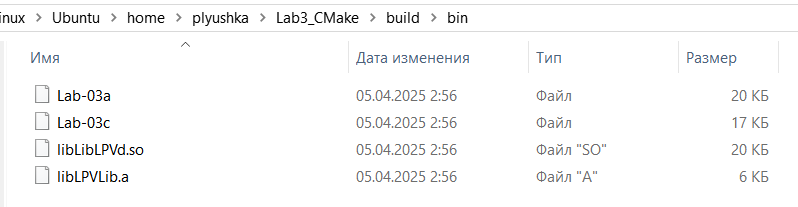 inux > Ubuntu > home > plyushka > Lab3_CMake > build > bin
Имя Дата изменения Тип Размер
Lab-03a 05.04.2025 2:56 Файл 20 КБ
Lab-03c 05.04.2025 2:56 Файл 17 КБ
libLibLPVd.so 05.04.2025 2:56 Файл "SO" 20 КБ
libLPVLib.a 05.04.2025 2:56 Файл "A" 6 КБ